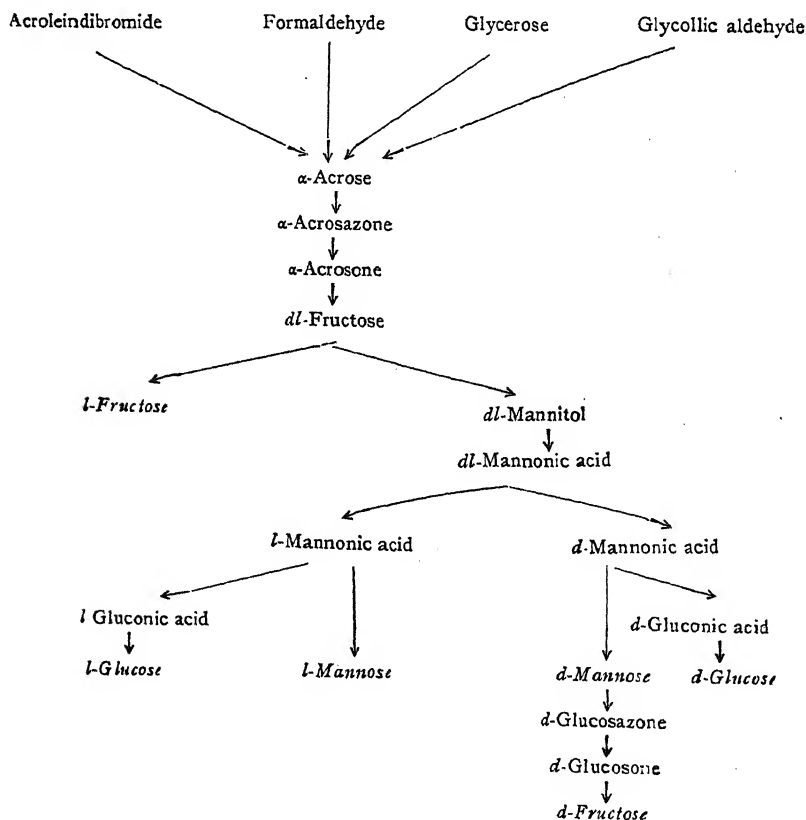 Acroleindibromide Formaldehyde Glycerose Glycollic aldehyde
α-Acrose
α-Acrosazone
α-Acrosone
dl-Fructose
l-Fructose
dl-Mannitol
dl-Mannonic acid
l-Mannonic acid d-Mannonic acid
l Gluconic acid d-Gluconic acid
l-Glucose l-Mannose d-Mannose d-Glucose
d-Glucosazone
d-Glucosone
d-Fructose